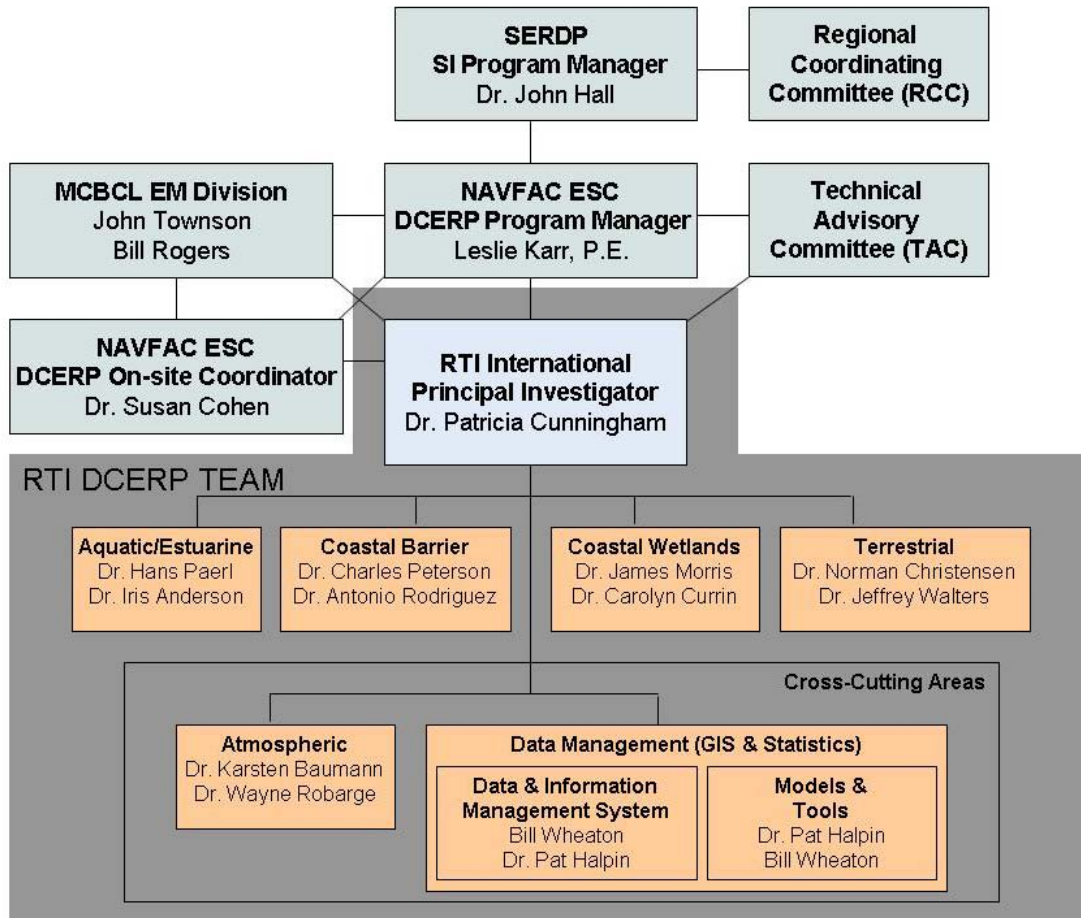 SERDP
SI Program Manager
Dr. John Hall
Regional
Coordinating
Committee (RCC)
MCBCL EM Division
John Townson
Bill Rogers
NAVFAC ESC
DCERP Program Manager
Leslie Karr, P.E.
Technical
Advisory
Committee (TAC)
NAVFAC ESC
DCERP On-site Coordinator
Dr. Susan Cohen
RTI International
Principal Investigator
Dr. Patricia Cunningham
RTI DCERP TEAM
Aquatic/Estuarine
Dr. Hans Paerl
Dr. Iris Anderson
Coastal Barrier
Dr. Charles Peterson
Dr. Antonio Rodriguez
Coastal Wetlands
Dr. James Morris
Dr. Carolyn Currin
Terrestrial
Dr. Norman Christensen
Dr. Jeffrey Walters
Cross-Cutting Areas
Atmospheric
Dr. Karsten Baumann
Dr. Wayne Robarge
Data Management (GIS & Statistics)
Data & Information
Management System
Bill Wheaton
Dr. Pat Halpin
Models &
Tools
Dr. Pat Halpin
Bill Wheaton